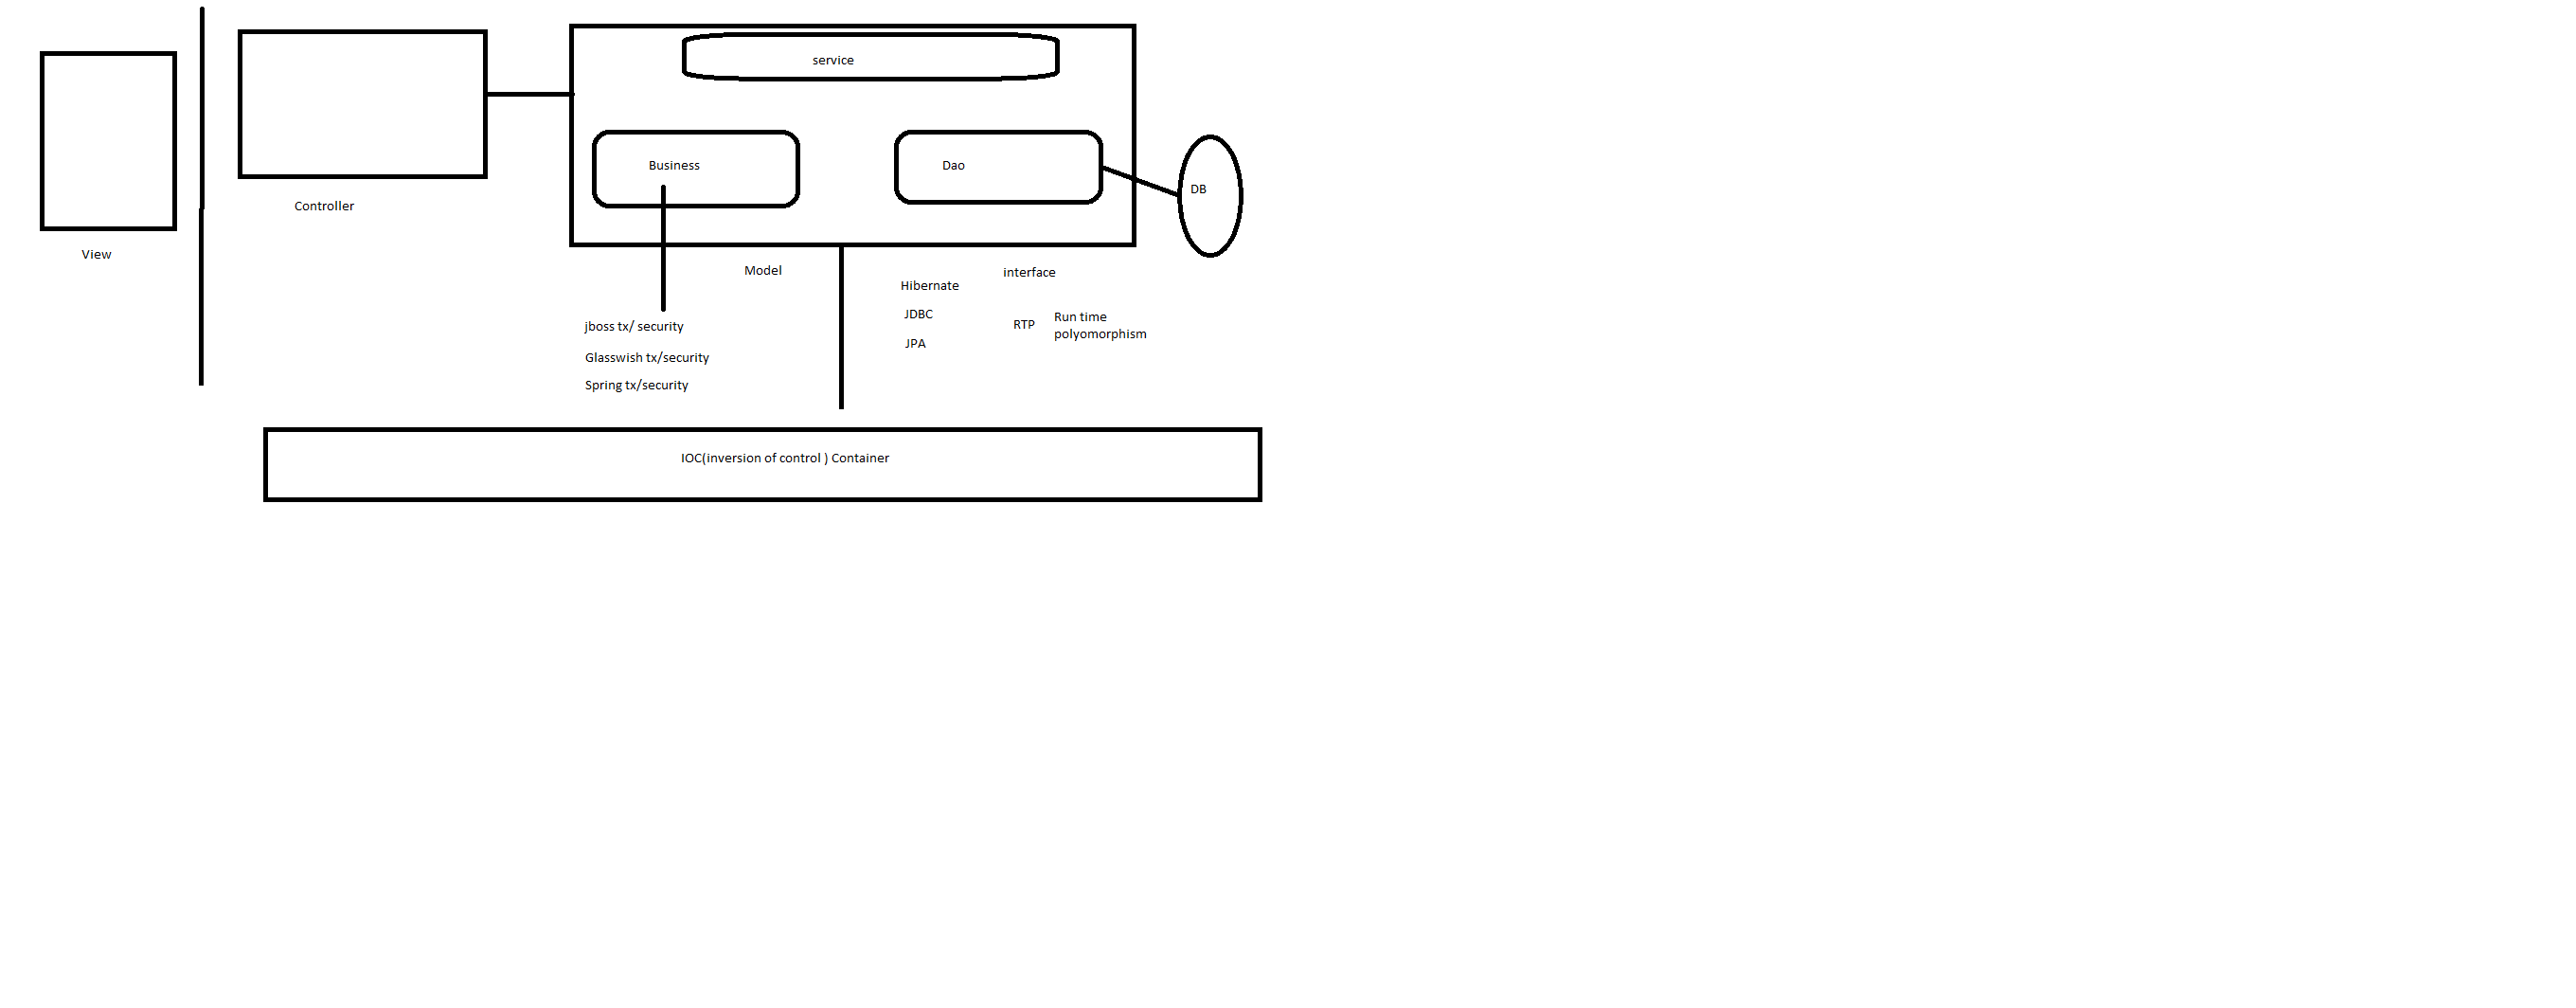 service
Business
Dao
DB
Controller
View
Model
interface
Hibernate
JDBC
JPA
RTP
Run time
polyomorphism
jboss tx/ security
Glasswish tx/security
Spring tx/security
IOC(inversion of control ) Container